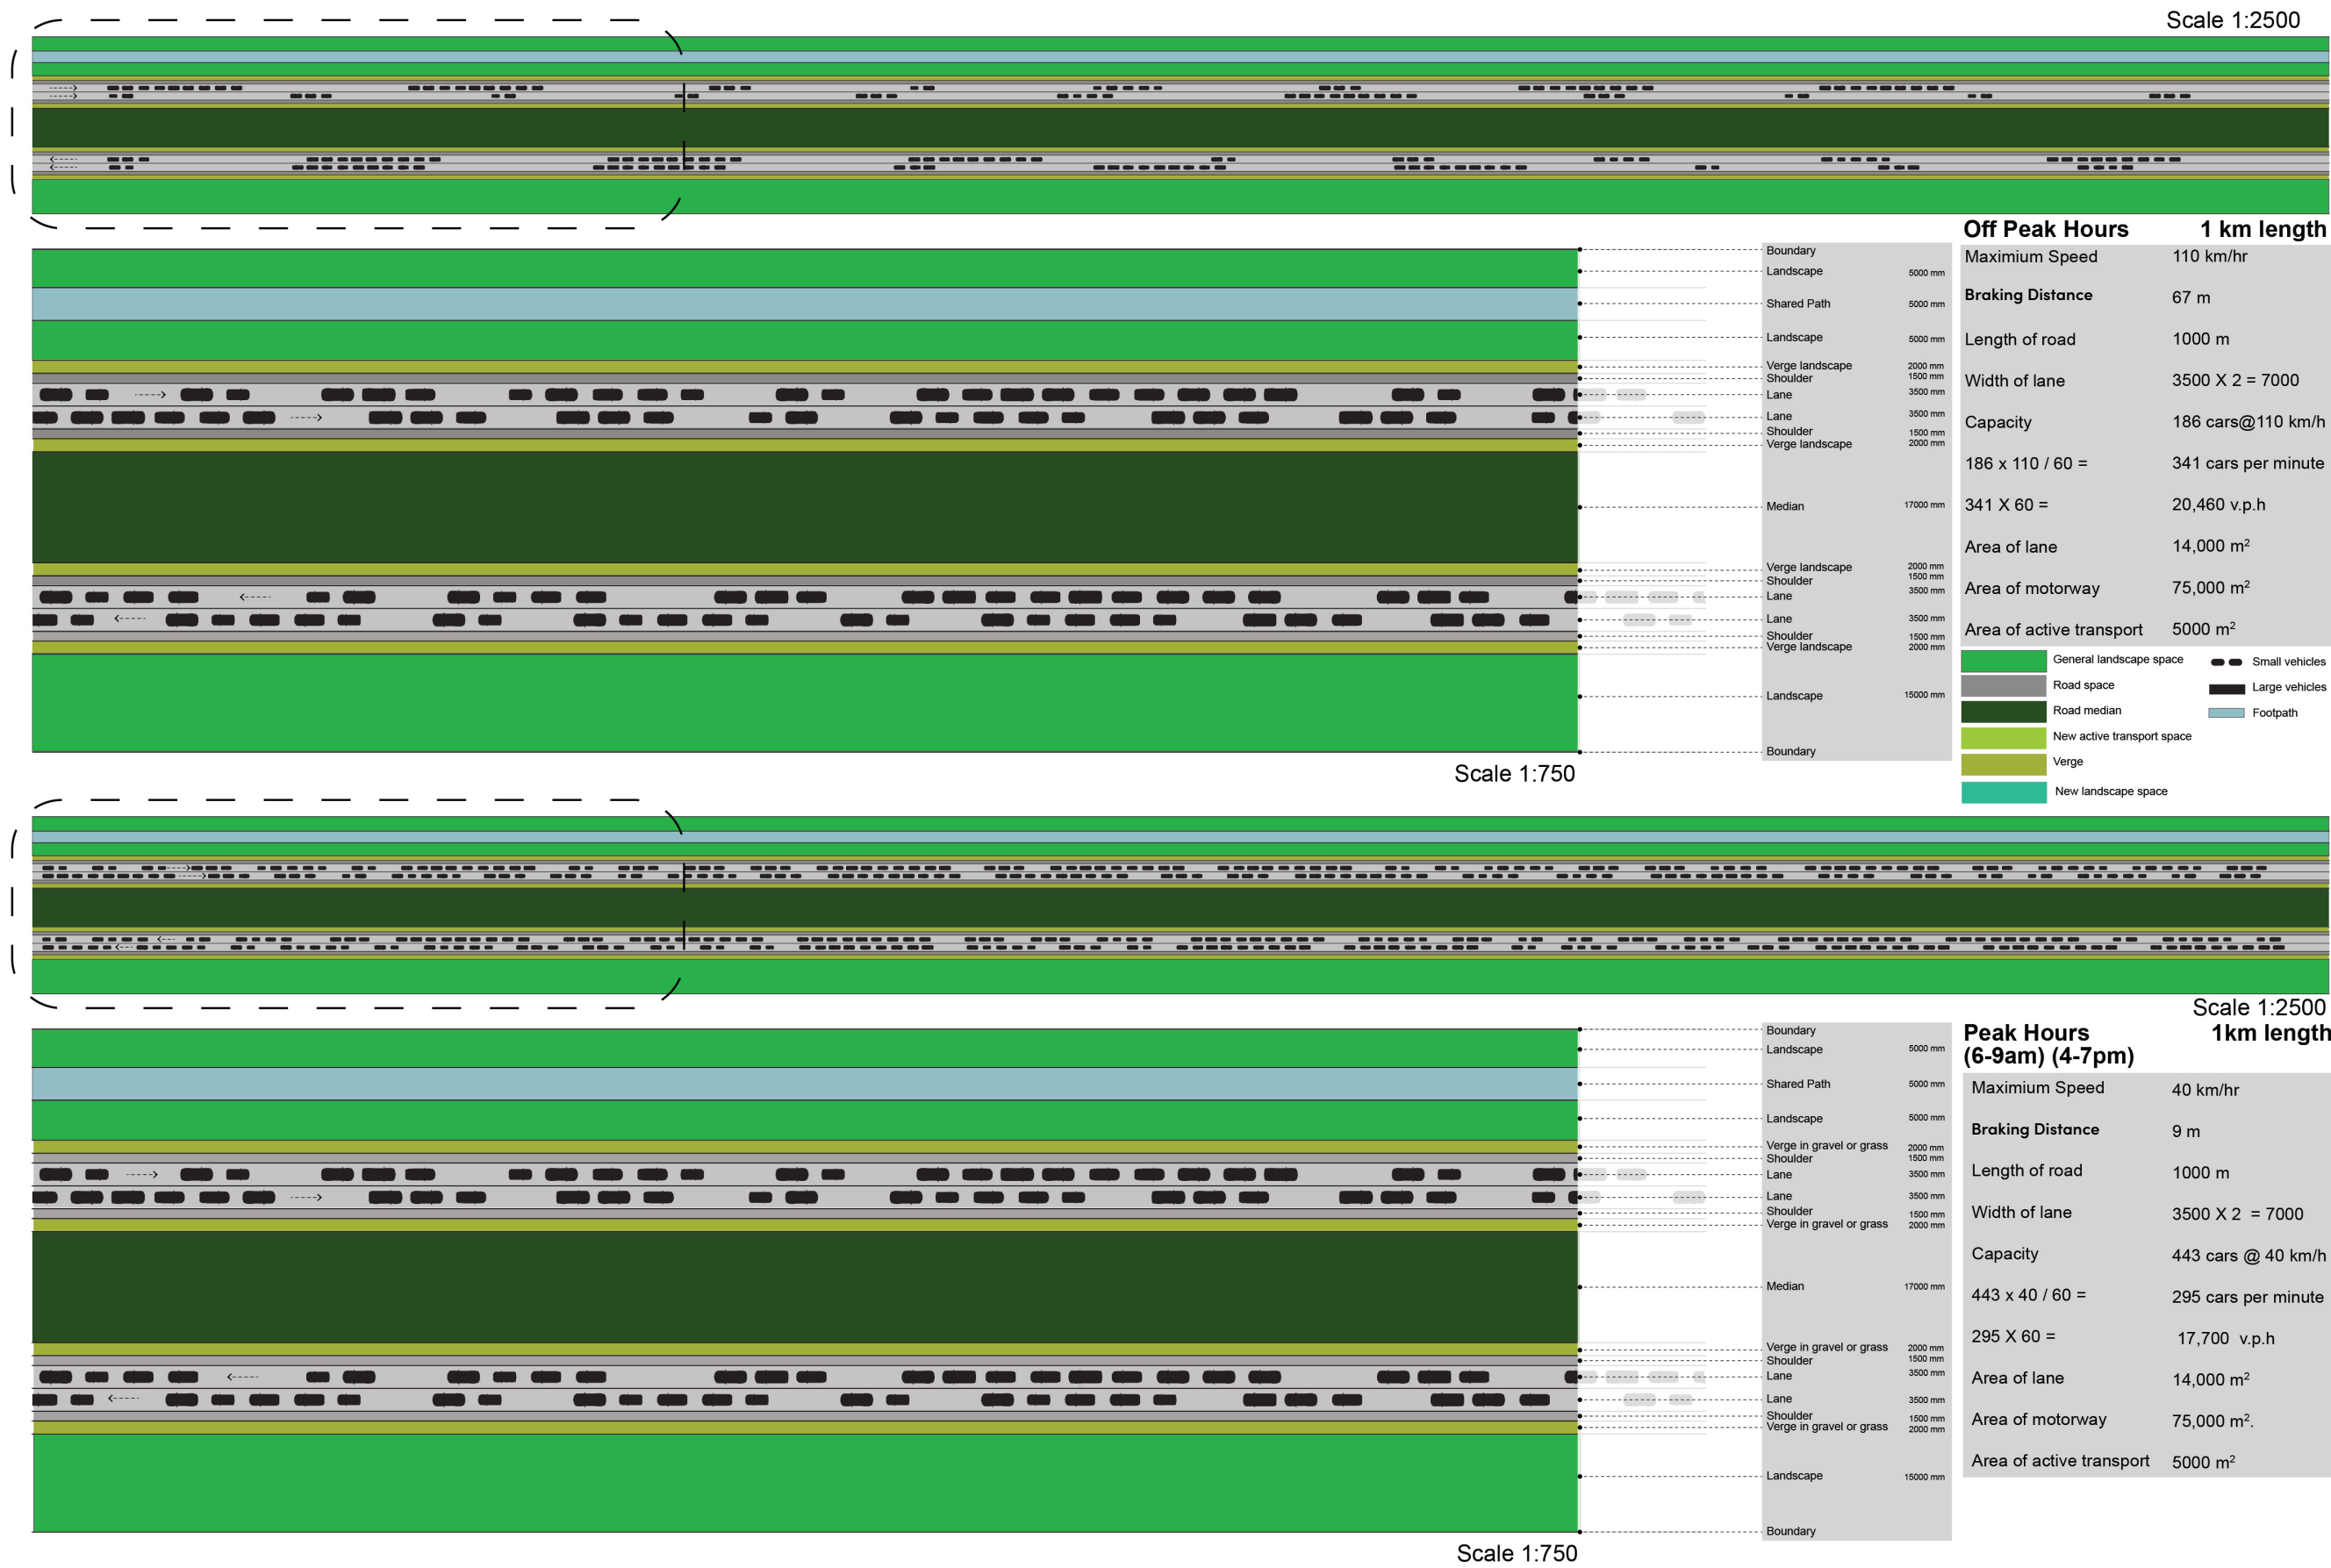 Scale 1:2500
Off Peak Hours 1 km length
Boundary
Landscape 5000 mm
Shared Path 5000 mm
Landscape 5000 mm
Verge landscape 2000 mm
Shoulder 1500 mm
Lane 3500 mm
Lane 3500 mm
Shoulder 1500 mm
Verge landscape 2000 mm
Median 17000 mm
Verge landscape 2000 mm
Shoulder 1500 mm
Lane 3500 mm
Lane 3500 mm
Shoulder 1500 mm
Verge landscape 2000 mm
Landscape 15000 mm
Boundary
Maximium Speed 110 km/hr
Braking Distance 67 m
Length of road 1000 m
Width of lane 3500 X 2 = 7000
Capacity 186 cars@110 km/h
186 x 110 / 60 = 341 cars per minute
341 X 60 = 20,460 v.p.h
Area of lane 14,000 m²
Area of motorway 75,000 m²
Area of active transport 5000 m²
General landscape space
Road space
Road median
New active transport space
Verge
New landscape space
Small vehicles
Large vehicles
Footpath
Scale 1:750
Scale 1:2500
Peak Hours 1km length
(6-9am) (4-7pm)
Boundary
Landscape 5000 mm
Shared Path 5000 mm
Landscape 5000 mm
Verge in gravel or grass 2000 mm
Shoulder 1500 mm
Lane 3500 mm
Lane 3500 mm
Shoulder 1500 mm
Verge in gravel or grass 2000 mm
Median 17000 mm
Verge in gravel or grass 2000 mm
Shoulder 1500 mm
Lane 3500 mm
Lane 3500 mm
Shoulder 1500 mm
Verge in gravel or grass 2000 mm
Landscape 15000 mm
Boundary
Maximium Speed 40 km/hr
Braking Distance 9 m
Length of road 1000 m
Width of lane 3500 X 2 = 7000
Capacity 443 cars @ 40 km/h
443 x 40 / 60 = 295 cars per minute
295 X 60 = 17,700 v.p.h
Area of lane 14,000 m²
Area of motorway 75,000 m².
Area of active transport 5000 m²
Scale 1:750